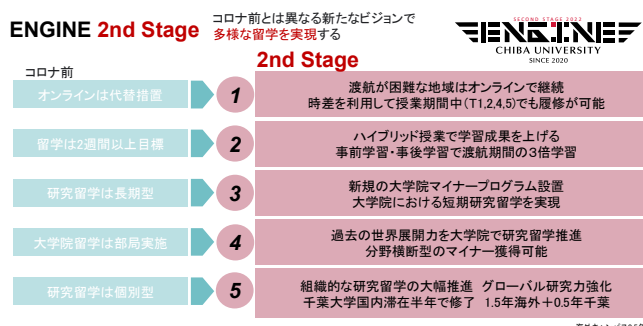 ENGINE 2nd Stage
コロナ前とは異なる新たなビジョンで
多様な留学を実現する
SECOND STAGE 2022
ENGINE
CHIBA UNIVERSITY
SINCE 2020
コロナ前
2nd Stage
オンラインは代替措置
1
渡航が困難な地域はオンラインで継続
時差を利用して授業期間中(T1,2,4,5)でも履修が可能
留学は2週間以上目標
2
ハイブリッド授業で学習成果を上げる
事前学習・事後学習で渡航期間の3倍学習
研究留学は長期型
3
新規の大学院マイナープログラム設置
大学院における短期研究留学を実現
大学院留学は部局実施
4
過去の世界展開力を大学院で研究留学推進
分野横断型のマイナー獲得可能
研究留学は個別型
5
組織的な研究留学の大幅推進 グローバル研究力強化
千葉大学国内滞在半年で修了 1.5年海外+0.5年千葉